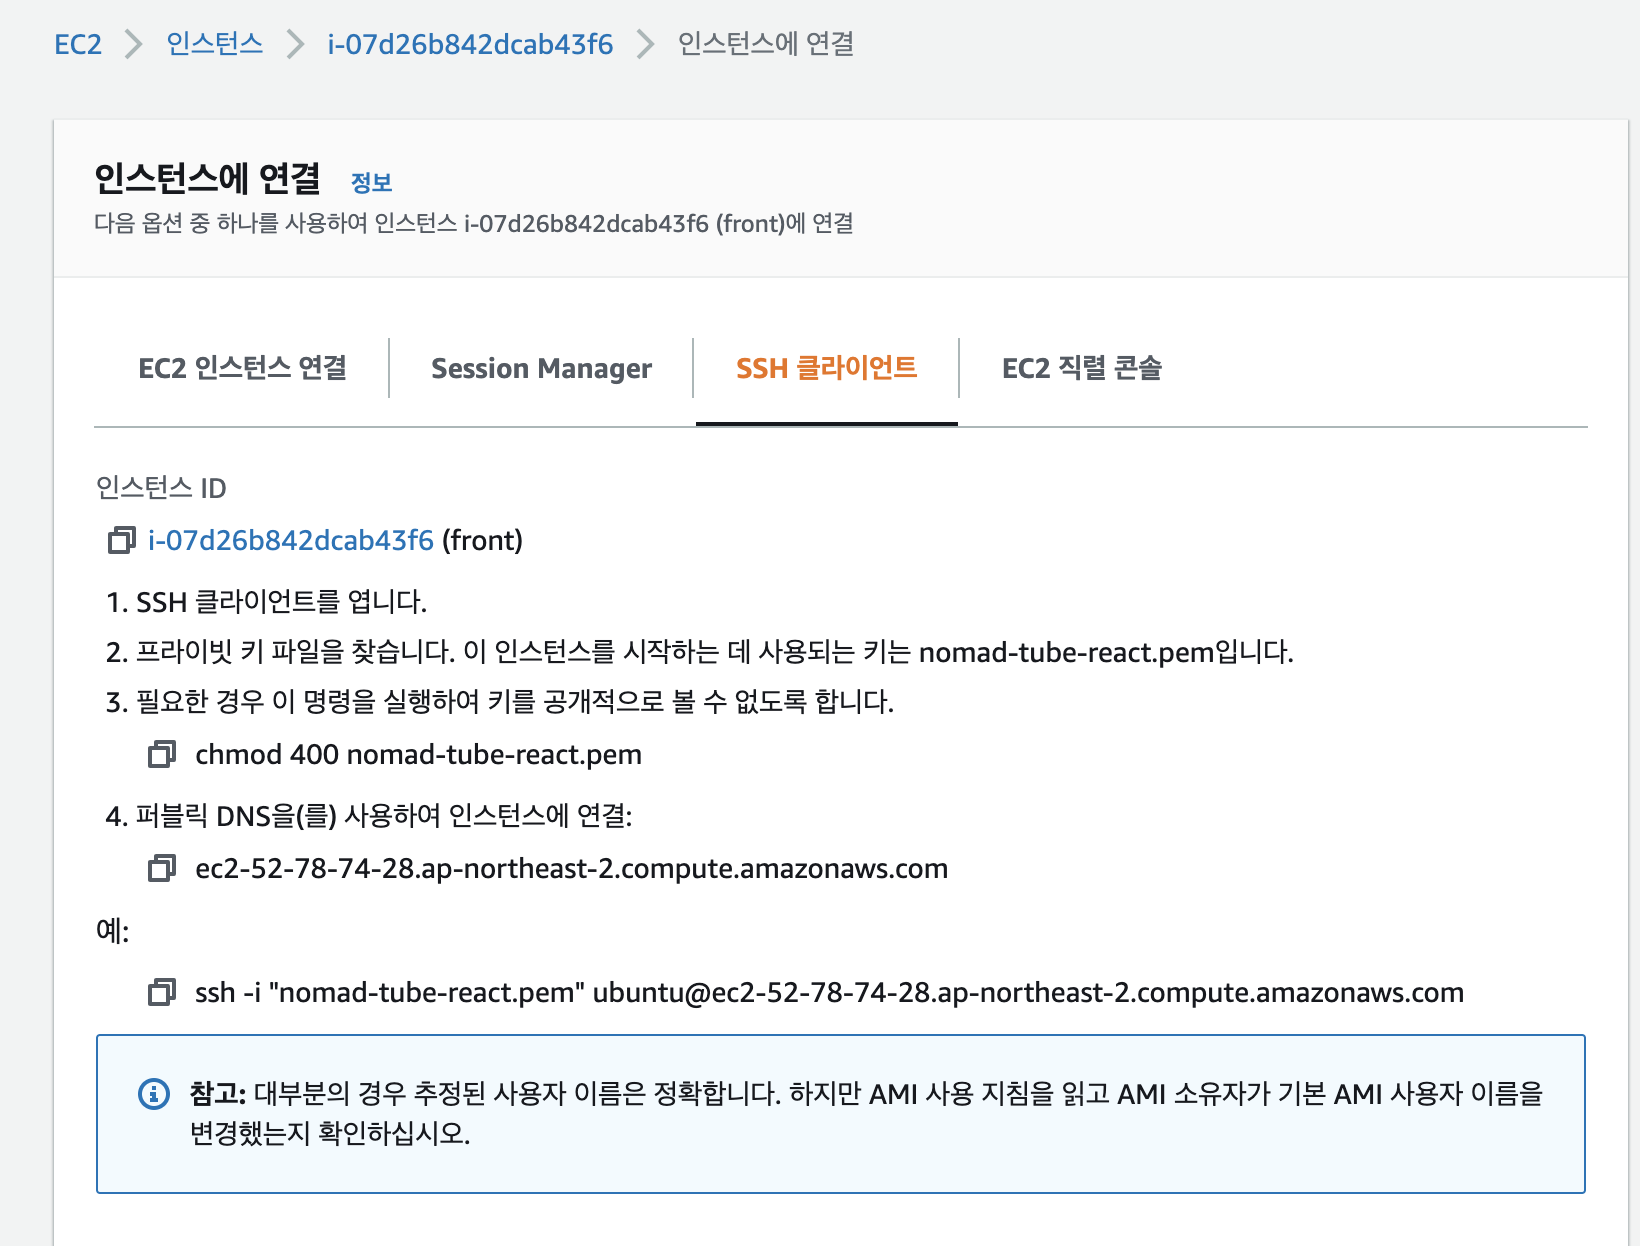 EC2 > 인스턴스 > i-07d26b842dcab43f6 > 인스턴스에 연결
인스턴스에 연결 정보
다음 옵션 중 하나를 사용하여 인스턴스 i-07d26b842dcab43f6 (front)에 연결
EC2 인스턴스 연결 Session Manager SSH 클라이언트 EC2 직렬 콘솔
인스턴스 ID
i-07d26b842dcab43f6 (front)
1. SSH 클라이언트를 엽니다.
2. 프라이빗 키 파일을 찾습니다. 이 인스턴스를 시작하는 데 사용되는 키는 nomad-tube-react.pem입니다.
3. 필요한 경우 이 명령을 실행하여 키를 공개적으로 볼 수 없도록 합니다.
chmod 400 nomad-tube-react.pem
4. 퍼블릭 DNS을(를) 사용하여 인스턴스에 연결:
ec2-52-78-74-28.ap-northeast-2.compute.amazonaws.com
예:
ssh -i "nomad-tube-react.pem" ubuntu@ec2-52-78-74-28.ap-northeast-2.compute.amazonaws.com
참고: 대부분의 경우 추정된 사용자 이름은 정확합니다. 하지만 AMI 사용 지침을 읽고 AMI 소유자가 기본 AMI 사용자 이름을
변경했는지 확인하십시오.